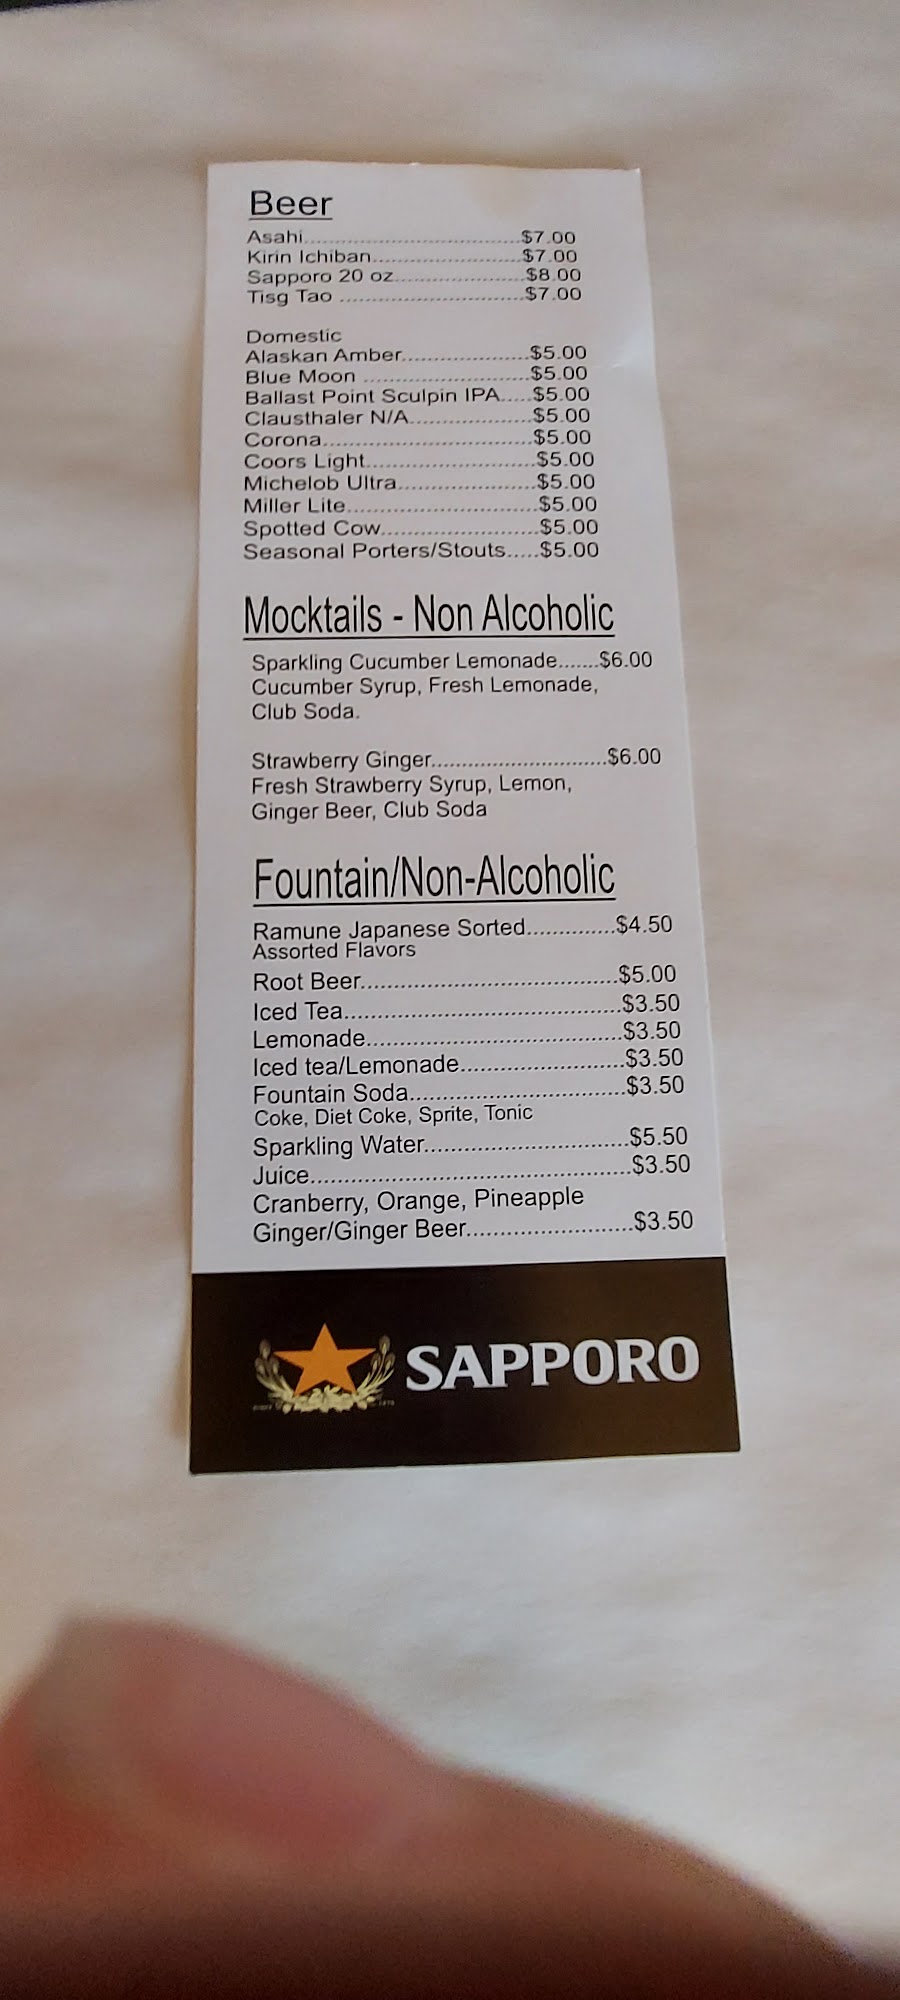 Beer
Asahi.......................................$7.00
Kirin Ichiban...........................$7.00
Sapporo 20 oz.......................$8.00
Tisg Tao .................................$7.00
Domestic
Alaskan Amber.......................$5.00
Blue Moon ..............................$5.00
Ballast Point Sculpin IPA.....$5.00
Clausthaler N/A......................$5.00
Corona.....................................$5.00
Coors Light..............................$5.00
Michelob Ultra........................$5.00
Miller Lite..................................$5.00
Spotted Cow............................$5.00
Seasonal Porters/Stouts.....$5.00
Mocktails - Non Alcoholic
Sparkling Cucumber Lemonade.......$6.00
Cucumber Syrup, Fresh Lemonade,
Club Soda.
Strawberry Ginger.............................$6.00
Fresh Strawberry Syrup, Lemon,
Ginger Beer, Club Soda
Fountain/Non-Alcoholic
Ramune Japanese Sorted..............$4.50
Assorted Flavors
Root Beer.........................................$5.00
Iced Tea............................................$3.50
Lemonade.........................................$3.50
Iced tea/Lemonade..........................$3.50
Fountain Soda..................................$3.50
Coke, Diet Coke, Sprite, Tonic
Sparkling Water................................$5.50
Juice..................................................$3.50
Cranberry, Orange, Pineapple
Ginger/Ginger Beer..........................$3.50
SAPPORO